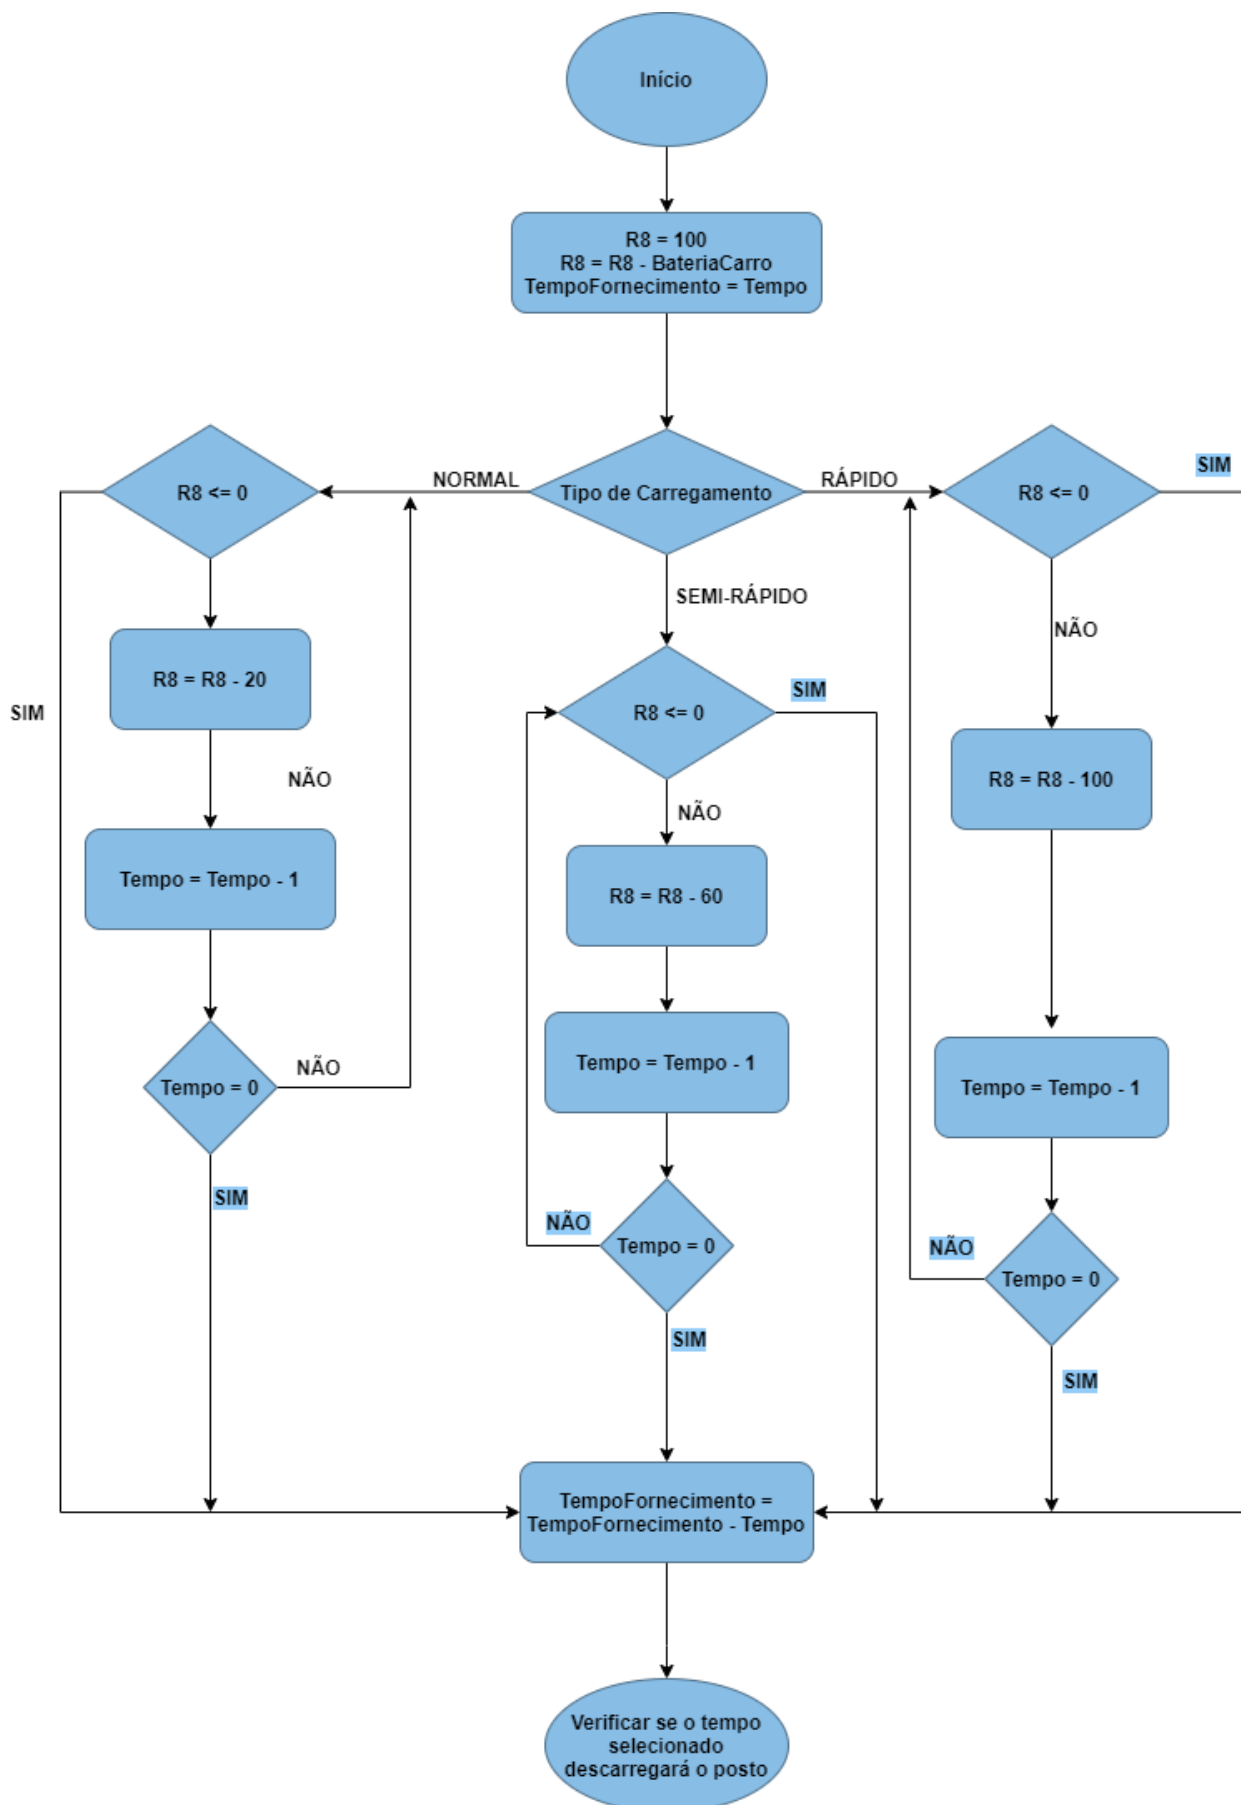 Início
R8 = 100
R8 = R8 - BateriaCarro
TempoFornecimento = Tempo
NORMAL
Tipo de Carregamento
RÁPIDO
R8 <= 0
R8 <= 0
SIM
SEMI-RÁPIDO
NÃO
R8 = R8 - 20
SIM
R8 <= 0
SIM
NÃO
R8 = R8 - 100
NÃO
Tempo = Tempo - 1
R8 = R8 - 60
Tempo = Tempo - 1
Tempo = 0
NÃO
Tempo = Tempo - 1
SIM
NÃO
Tempo = 0
NÃO
Tempo = 0
SIM
SIM
TempoFornecimento =
TempoFornecimento - Tempo
Verificar se o tempo
selecionado
descarregará o posto